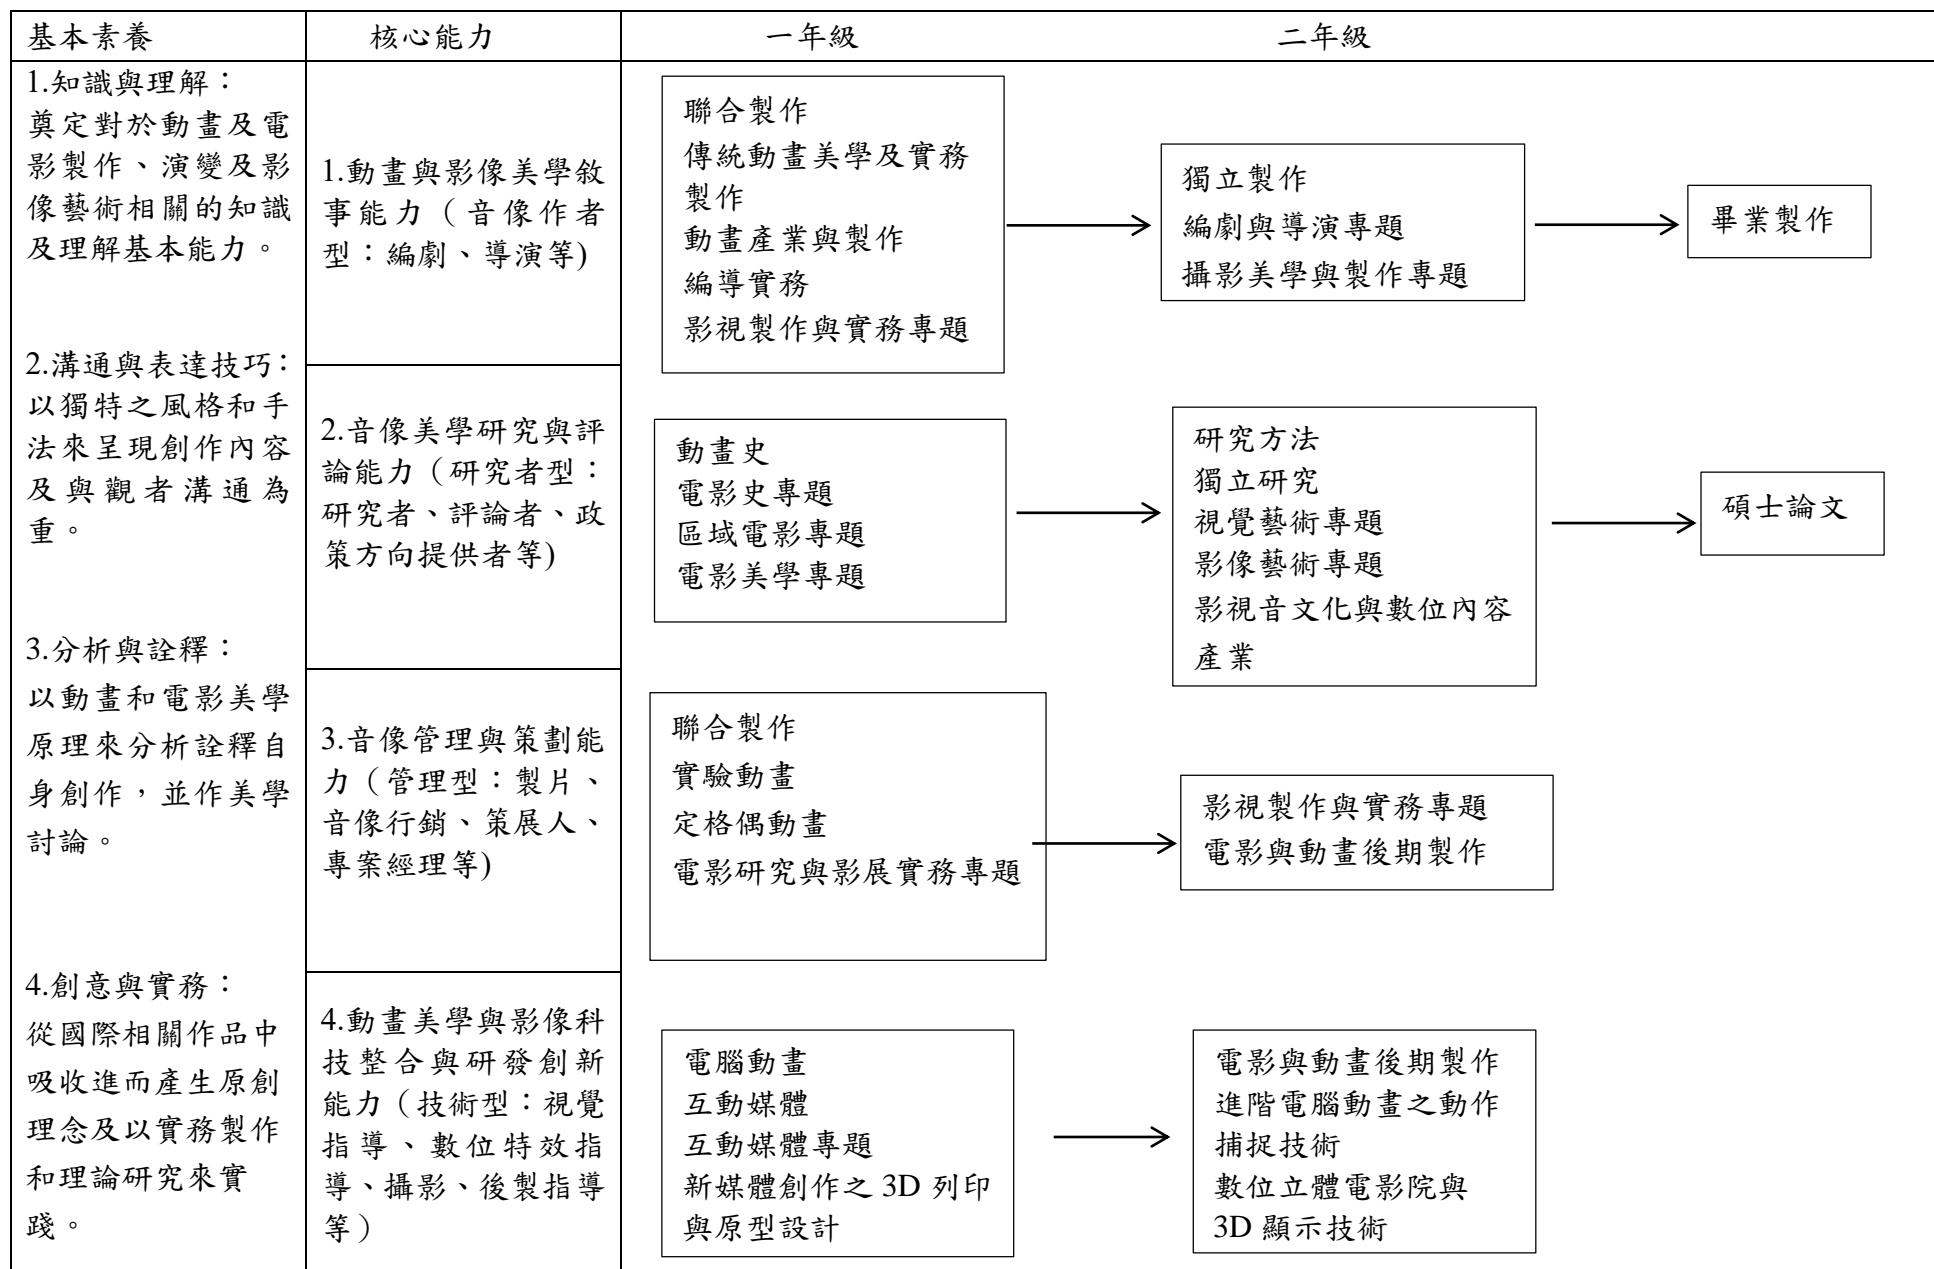 基本素養
核心能力
一年級
二年級
1.知識與理解：
奠定對於動畫及電
影製作、演變及影
像藝術相關的知識
及理解基本能力。
2.溝通與表達技巧：
以獨特之風格和手
法來呈現創作內容
及與觀者溝通為
重。
3.分析與詮釋：
以動畫和電影美學
原理來分析詮釋自
身創作，並作美學
討論。
4.創意與實務：
從國際相關作品中
吸收進而產生原創
理念及以實務製作
和理論研究來實
踐。
1.動畫與影像美學敘
事能力（音像作者
型：編劇、導演等)
聯合製作
傳統動畫美學及實務
製作
動畫產業與製作
編導實務
影視製作與實務專題
獨立製作
編劇與導演專題
攝影美學與製作專題
畢業製作
2.音像美學研究與評
論能力（研究者型：
研究者、評論者、政
策方向提供者等)
動畫史
電影史專題
區域電影專題
電影美學專題
研究方法
獨立研究
視覺藝術專題
影像藝術專題
影視音文化與數位內容
產業
碩士論文
3.音像管理與策劃能
力（管理型：製片、
音像行銷、策展人、
專案經理等)
聯合製作
實驗動畫
定格偶動畫
電影研究與影展實務專題
影視製作與實務專題
電影與動畫後期製作
4.動畫美學與影像科
技整合與研發創新
能力（技術型：視覺
指導、數位特效指
導、攝影、後製指導
等）
電腦動畫
互動媒體
互動媒體專題
新媒體創作之 3D 列印
與原型設計
電影與動畫後期製作
進階電腦動畫之動作
捕捉技術
數位立體電影院與
3D 顯示技術